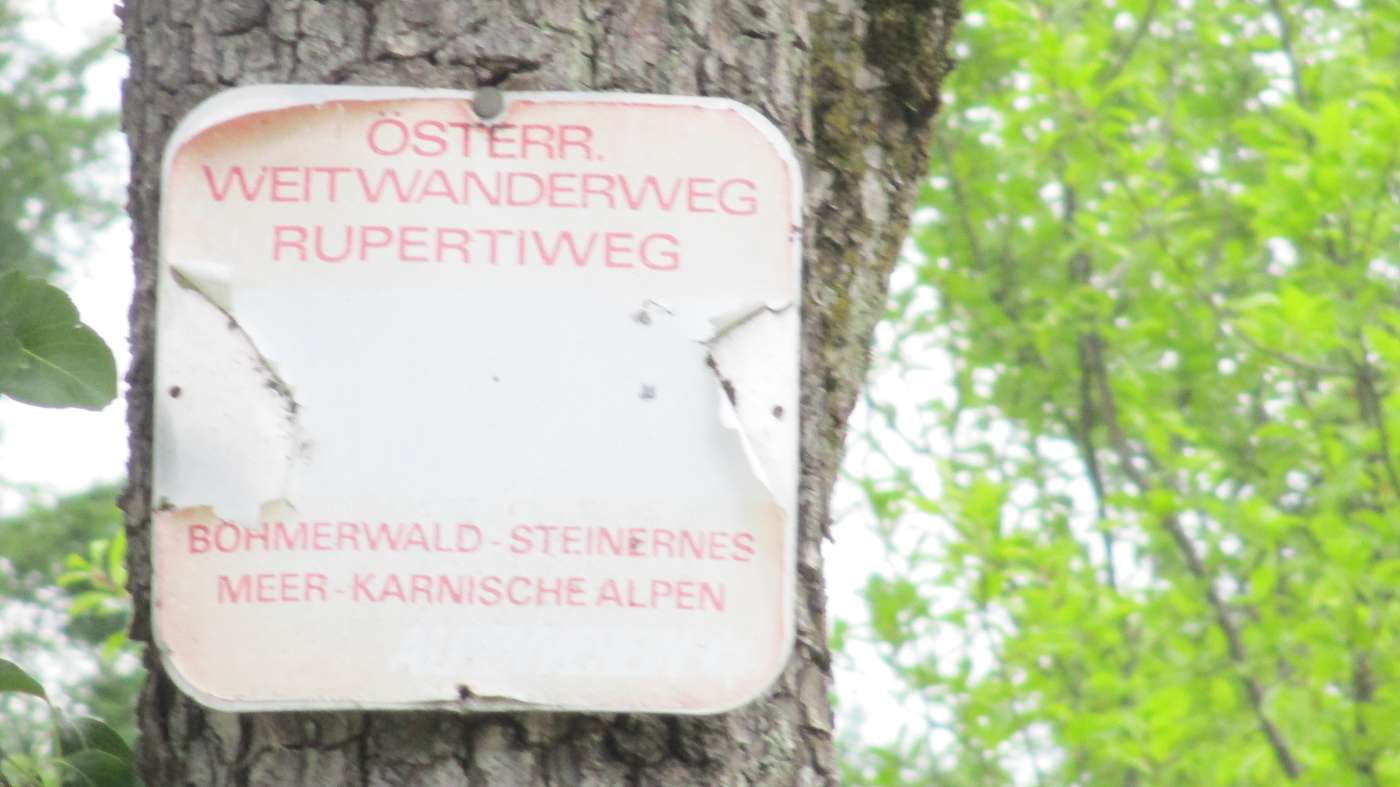 ÖSTERR.
WEITWANDERWEG
RUPERTIWEG
BÖHMERWALD - STEINERNES
MEER - KARNISCHE ALPEN